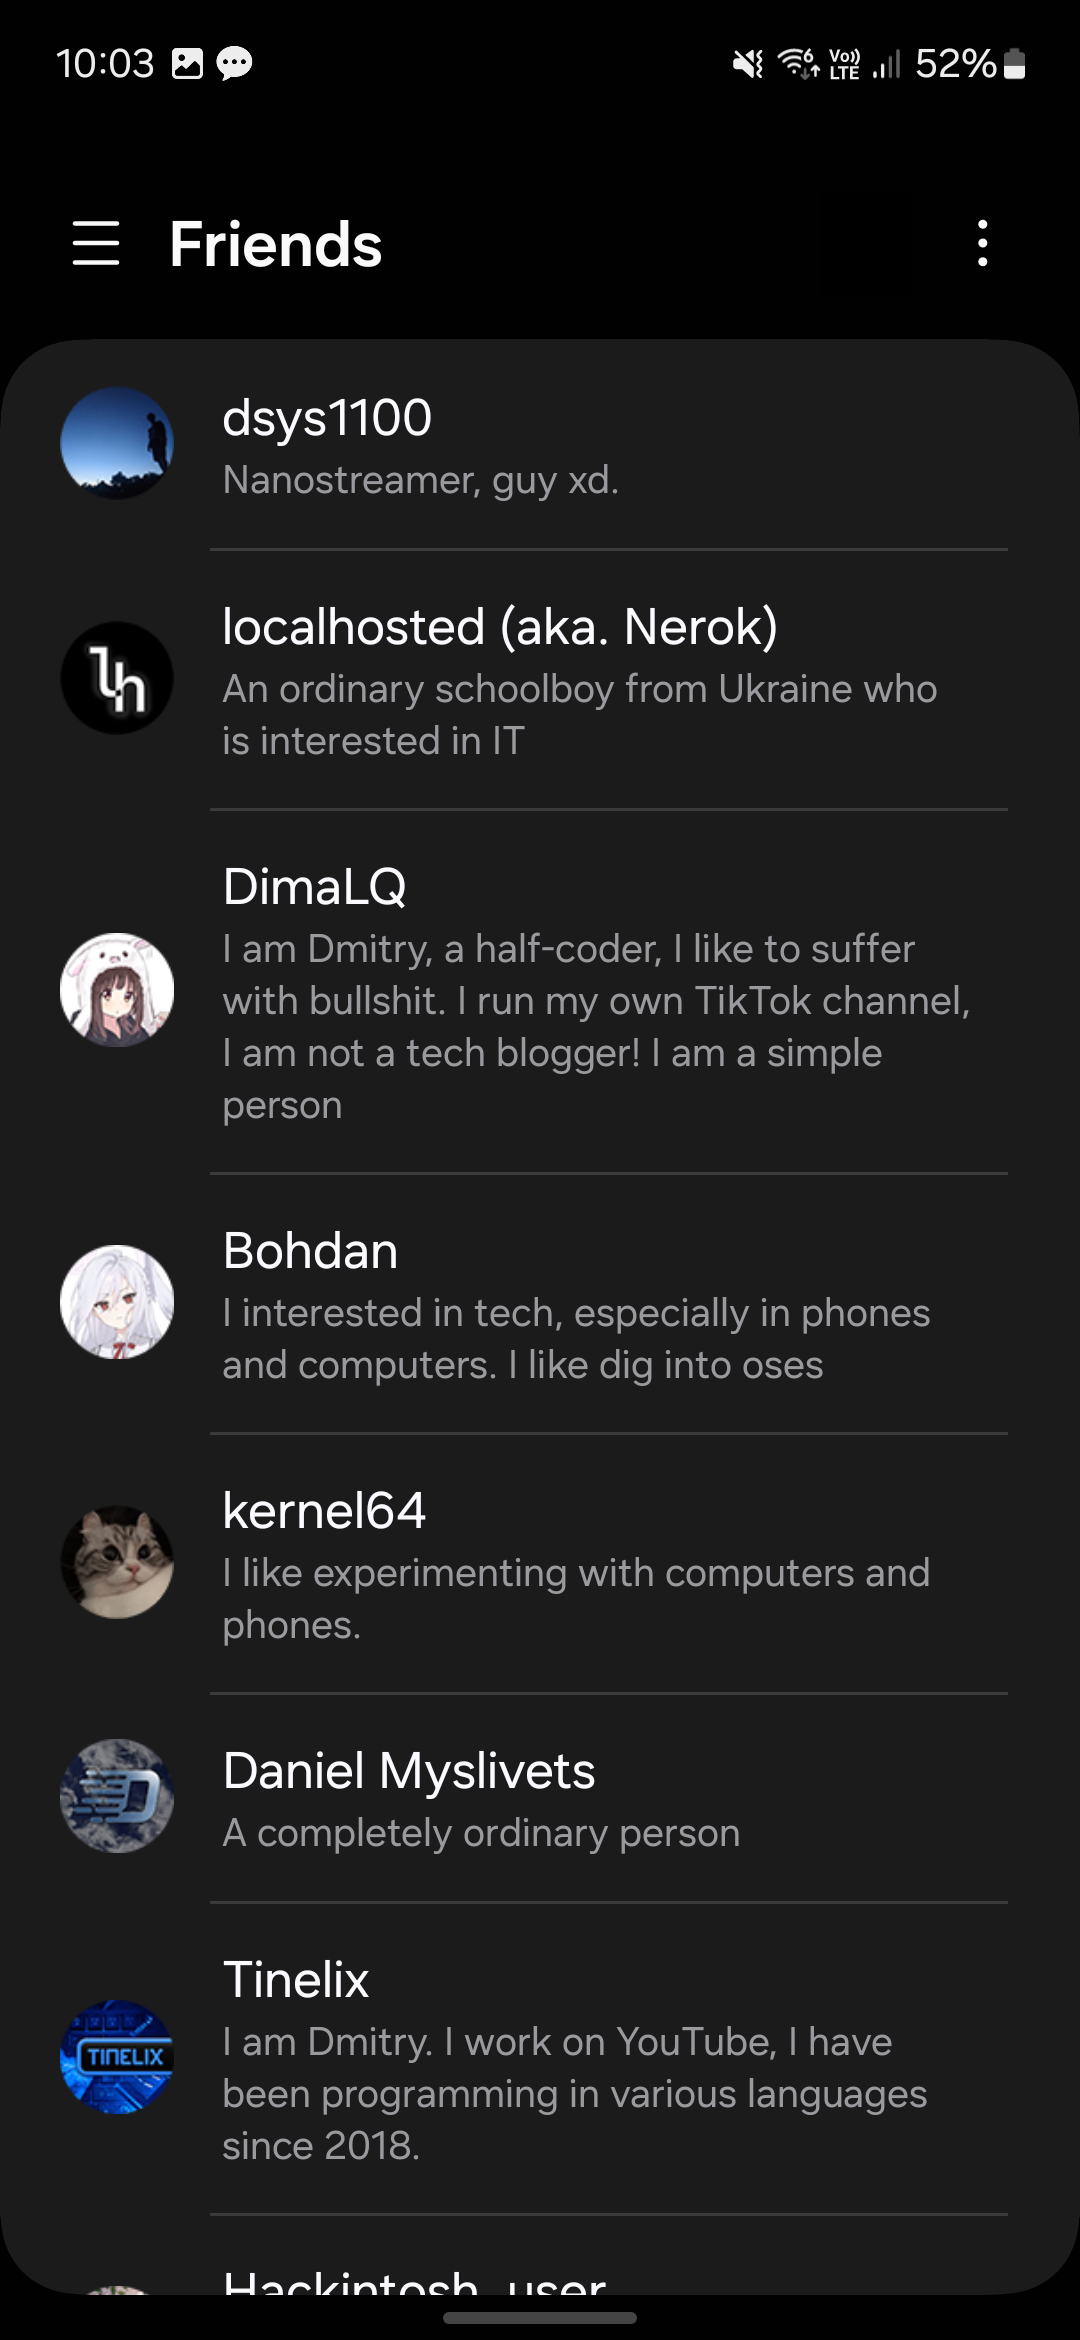 10:03
6 Vo)) LTE 52%
Friends
dsys1100
Nanostreamer, guy xd.
localhosted (aka. Nerok)
lh
An ordinary schoolboy from Ukraine who
is interested in IT
DimaLQ
I am Dmitry, a half-coder, I like to suffer
with bullshit. I run my own TikTok channel,
I am not a tech blogger! I am a simple
person
Bohdan
I interested in tech, especially in phones
and computers. I like dig into oses
kernel64
I like experimenting with computers and
phones.
Daniel Myslivets
D
A completely ordinary person
Tinelix
TINELIX
I am Dmitry. I work on YouTube, I have
been programming in various languages
since 2018.
Hackintosh_user